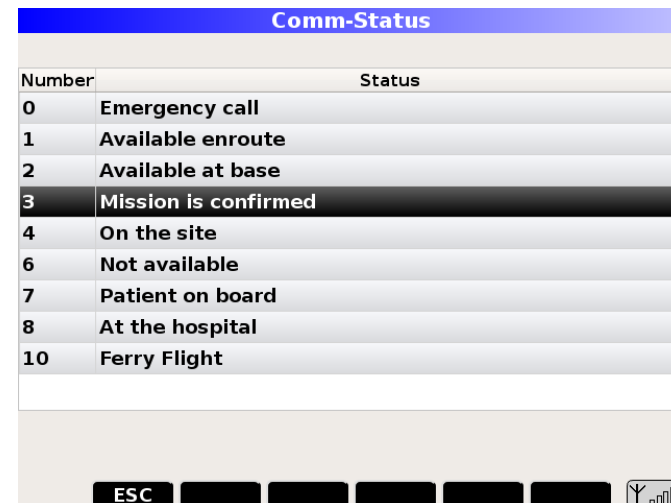 Comm-Status
Number Status
0 Emergency call
1 Available enroute
2 Available at base
3 Mission is confirmed
4 On the site
6 Not available
7 Patient on board
8 At the hospital
10 Ferry Flight
ESC